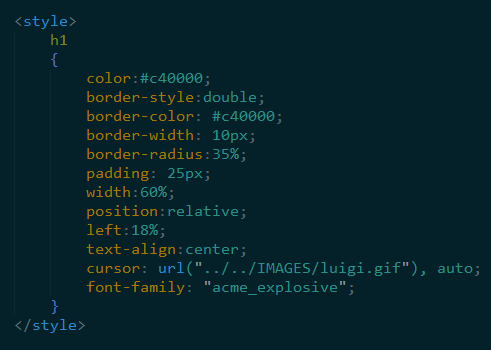 <style>
h1
{
color:#c40000;
border-style:double;
border-color: #c40000;
border-width: 10px;
border-radius:35%;
padding: 25px;
width:60%;
position:relative;
left:18%;
text-align:center;
cursor: url("../../IMAGES/luigi.gif"), auto;
font-family: "acme_explosive";
}
</style>